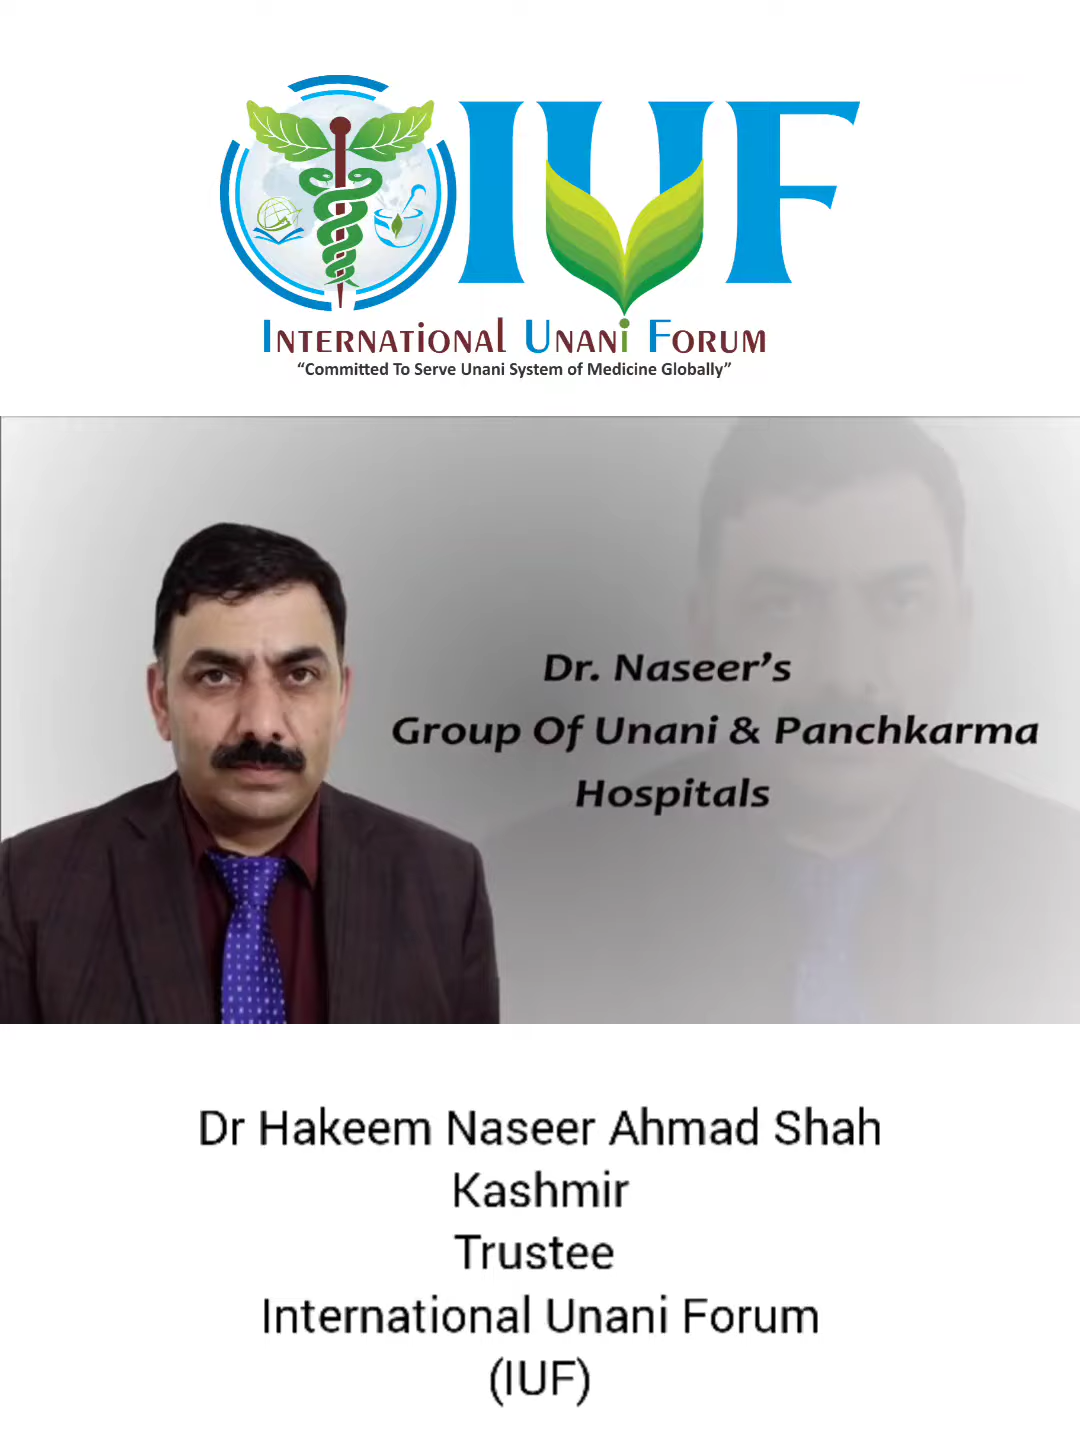 IUF
International Unani Forum
“Committed To Serve Unani System of Medicine Globally”
Dr. Naseer’s
Group Of Unani & Panchkarma
Hospitals
Dr Hakeem Naseer Ahmad Shah
Kashmir
Trustee
International Unani Forum
(IUF)